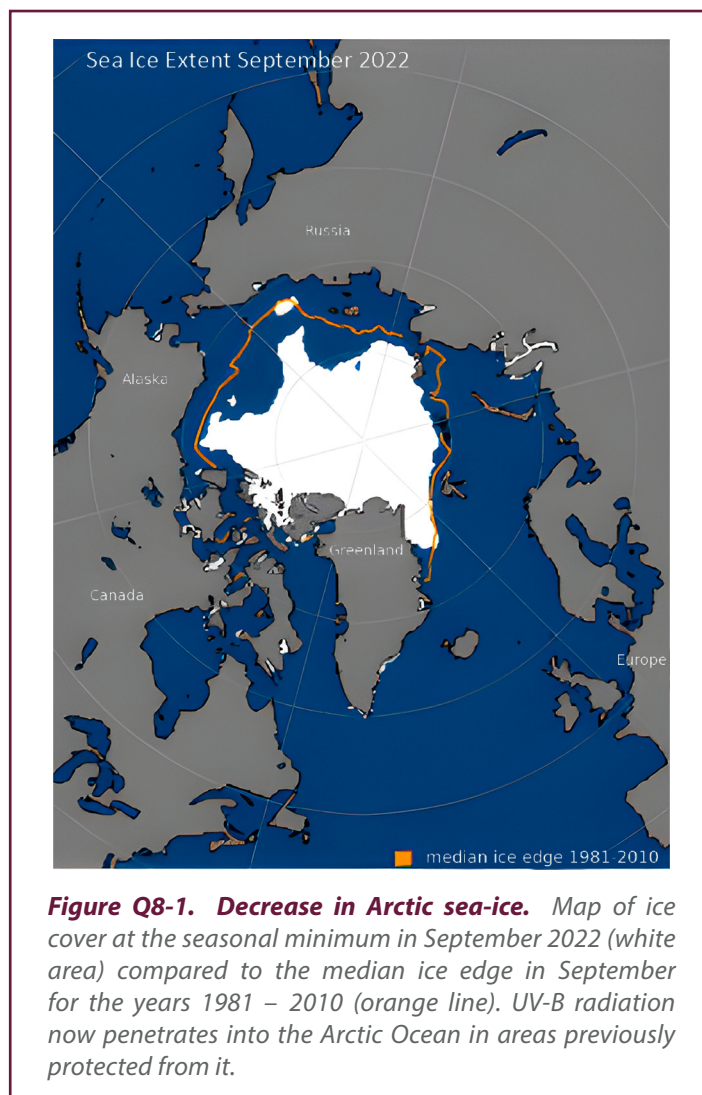 Sea Ice Extent September 2022
Russia
Alaska
Greenland
Canada
Europe
median ice edge 1981-2010
Figure Q8-1. Decrease in Arctic sea-ice. Map of ice
cover at the seasonal minimum in September 2022 (white
area) compared to the median ice edge in September
for the years 1981 – 2010 (orange line). UV-B radiation
now penetrates into the Arctic Ocean in areas previously
protected from it.